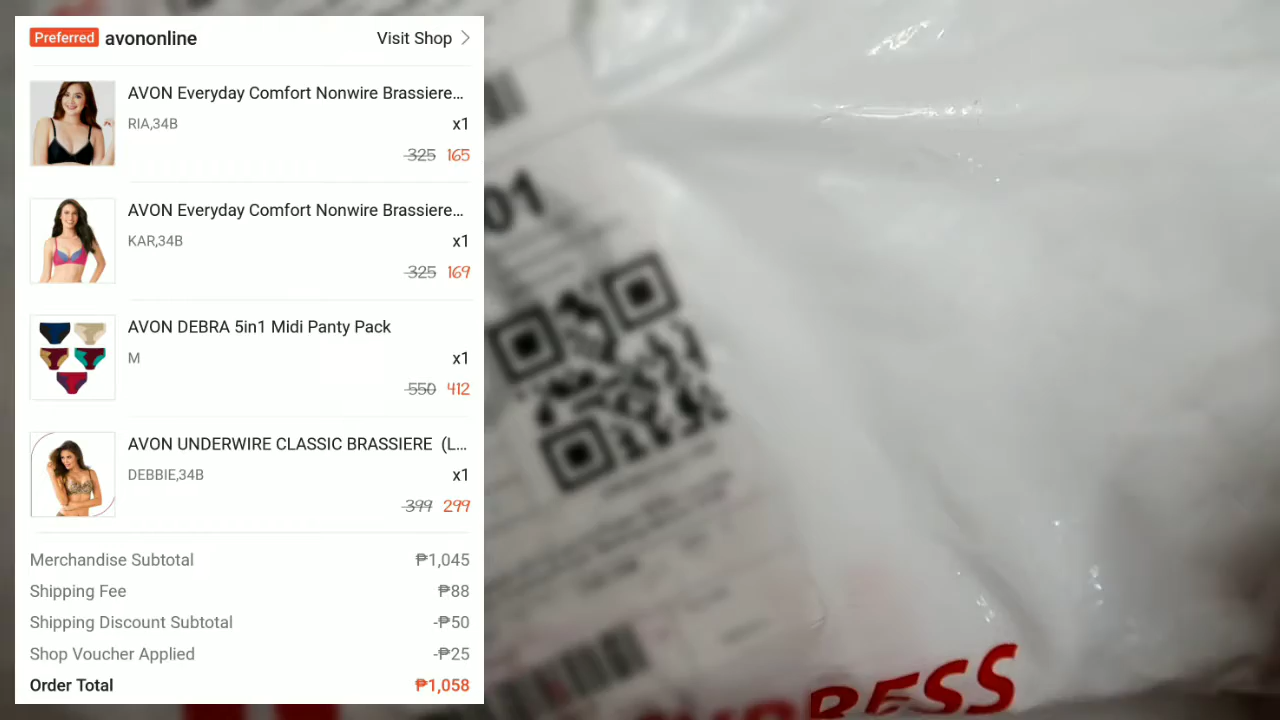 Preferred avononline Visit Shop
AVON Everyday Comfort Nonwire Brassiere...
RIA,34B x1
325 165
AVON Everyday Comfort Nonwire Brassiere...
KAR,34B x1
325 169
AVON DEBRA 5in1 Midi Panty Pack
M x1
550 412
AVON UNDERWIRE CLASSIC BRASSIERE (L...
DEBBIE,34B x1
399 299
Merchandise Subtotal ₱1,045
Shipping Fee ₱88
Shipping Discount Subtotal -₱50
Shop Voucher Applied -₱25
Order Total ₱1,058
01